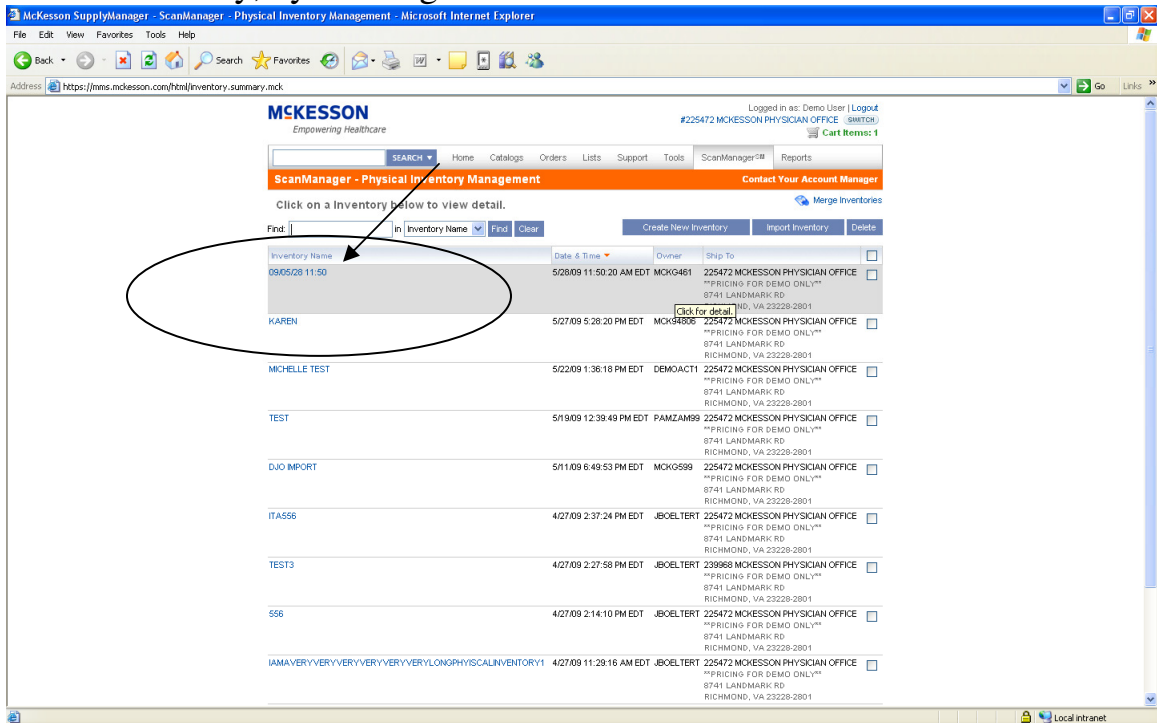 McKesson SupplyManager - ScanManager - Physical Inventory Management - Microsoft Internet Explorer
File Edit View Favorites Tools Help
Back Search Favorites
Address https://mms.mckesson.com/html/inventory.summary.mck Go Links »
MCKESSON
Empowering Healthcare
Logged in as: Demo User | Logout
#225472 MCKESSON PHYSICIAN OFFICE SWITCH
Cart Items: 1
SEARCH Home Catalogs Orders Lists Support Tools ScanManager℠ Reports
ScanManager - Physical Inventory Management Contact Your Account Manager
Click on a Inventory below to view detail. Merge Inventories
Find: in Inventory Name Find Clear Create New Inventory Import Inventory Delete
Inventory Name Date & Time Owner Ship To
09/05/28 11:50 5/28/09 11:50:20 AM EDT MCKG461 225472 MCKESSON PHYSICIAN OFFICE
**PRICING FOR DEMO ONLY**
8741 LANDMARK RD
Click for detail. ND, VA 23228-2801
KAREN 5/27/09 5:28:20 PM EDT MCK94806 225472 MCKESSON PHYSICIAN OFFICE
**PRICING FOR DEMO ONLY**
8741 LANDMARK RD
RICHMOND, VA 23228-2801
MICHELLE TEST 5/22/09 1:36:18 PM EDT DEMOACT1 225472 MCKESSON PHYSICIAN OFFICE
**PRICING FOR DEMO ONLY**
8741 LANDMARK RD
RICHMOND, VA 23228-2801
TEST 5/19/09 12:39:49 PM EDT PAMZAM99 225472 MCKESSON PHYSICIAN OFFICE
**PRICING FOR DEMO ONLY**
8741 LANDMARK RD
RICHMOND, VA 23228-2801
DJO IMPORT 5/11/09 6:49:53 PM EDT MCKG599 225472 MCKESSON PHYSICIAN OFFICE
**PRICING FOR DEMO ONLY**
8741 LANDMARK RD
RICHMOND, VA 23228-2801
ITA556 4/27/09 2:37:24 PM EDT JBOELTERT 225472 MCKESSON PHYSICIAN OFFICE
**PRICING FOR DEMO ONLY**
8741 LANDMARK RD
RICHMOND, VA 23228-2801
TEST3 4/27/09 2:27:58 PM EDT JBOELTERT 239968 MCKESSON PHYSICIAN OFFICE
**PRICING FOR DEMO ONLY**
8741 LANDMARK RD
RICHMOND, VA 23228-2801
556 4/27/09 2:14:10 PM EDT JBOELTERT 225472 MCKESSON PHYSICIAN OFFICE
**PRICING FOR DEMO ONLY**
8741 LANDMARK RD
RICHMOND, VA 23228-2801
IAMAVERYVERYVERYVERYVERYVERYLONGPHYISCALINVENTORY1 4/27/09 11:29:16 AM EDT JBOELTERT 225472 MCKESSON PHYSICIAN OFFICE
**PRICING FOR DEMO ONLY**
8741 LANDMARK RD
RICHMOND, VA 23228-2801
Local intranet